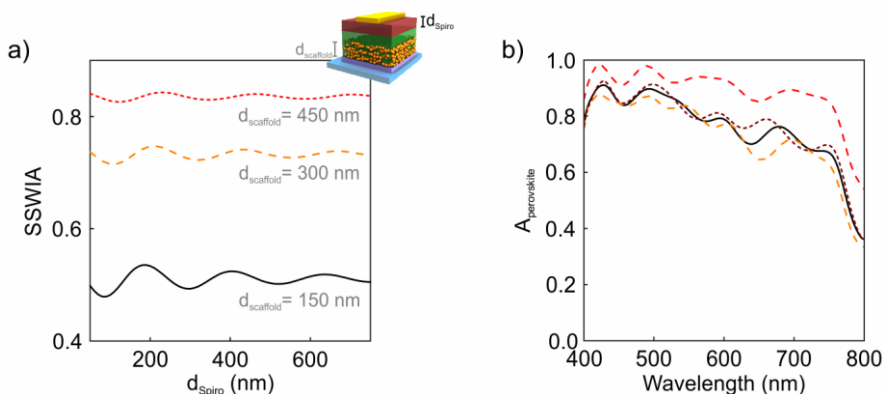 a)
d_scaffold
d_Spiro
SSWIA
0.8
0.6
0.4
d_scaffold= 450 nm
d_scaffold= 300 nm
d_scaffold= 150 nm
200
400
600
d_Spiro (nm)
b)
A_perovskite
1.0
0.8
0.6
0.4
0.2
0.0
400
500
600
700
800
Wavelength (nm)